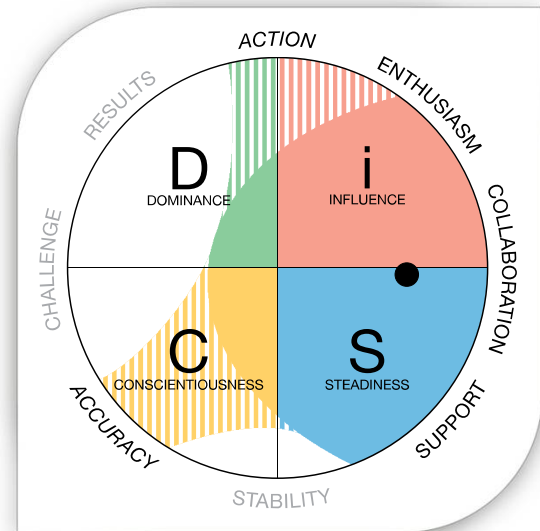 ACTION
RESULTS
ENTHUSIASM
D
DOMINANCE
i
INFLUENCE
CHALLENGE
COLLABORATION
C
CONSCIENTIOUSNESS
S
STEADINESS
ACCURACY
SUPPORT
STABILITY